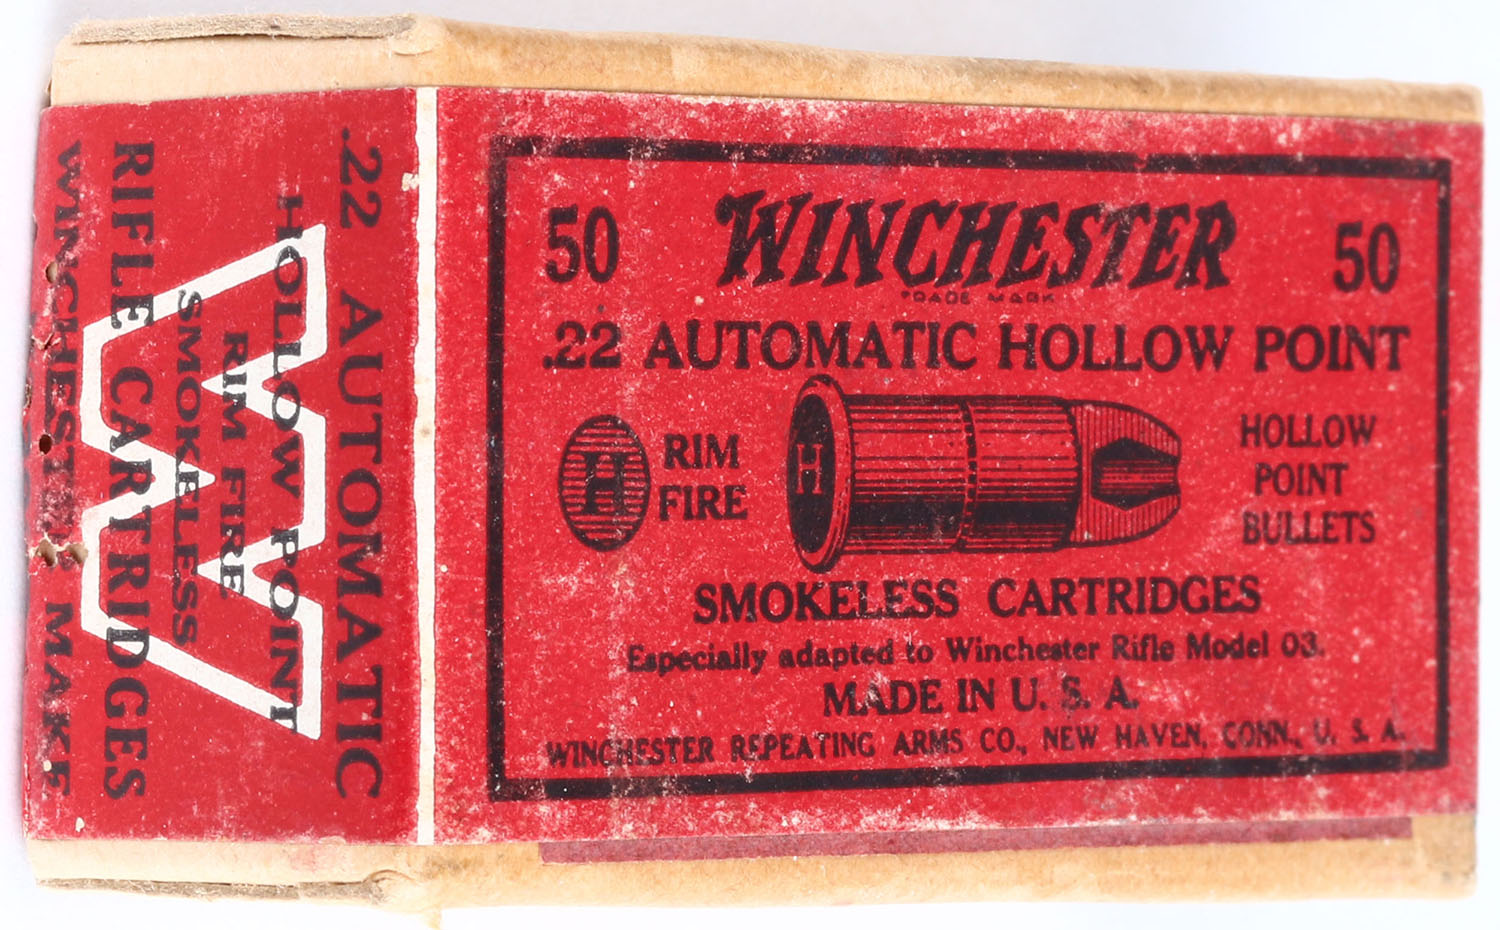 50 WINCHESTER 50
TRADE MARK
.22 AUTOMATIC HOLLOW POINT
H
RIM
FIRE
H
HOLLOW
POINT
BULLETS
SMOKELESS CARTRIDGES
Especially adapted to Winchester Rifle Model 03.
MADE IN U. S. A.
WINCHESTER REPEATING ARMS CO., NEW HAVEN, CONN., U. S. A.
.22 AUTOMATIC
HOLLOW POINT
RIM FIRE
SMOKELESS
RIFLE CARTRIDGES
WINCHESTER MAKE
W